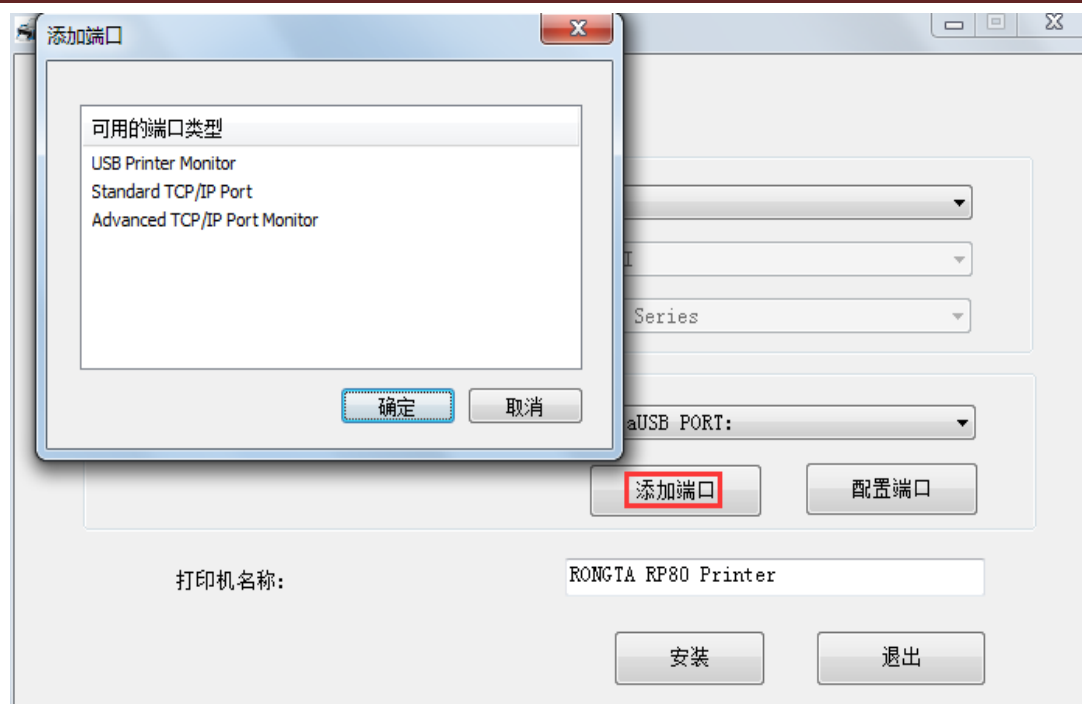 添加端口
可用的端口类型
USB Printer Monitor
Standard TCP/IP Port
Advanced TCP/IP Port Monitor
确定
取消
Series
aUSB PORT:
添加端口
配置端口
打印机名称:
RONGTA RP80 Printer
安装
退出